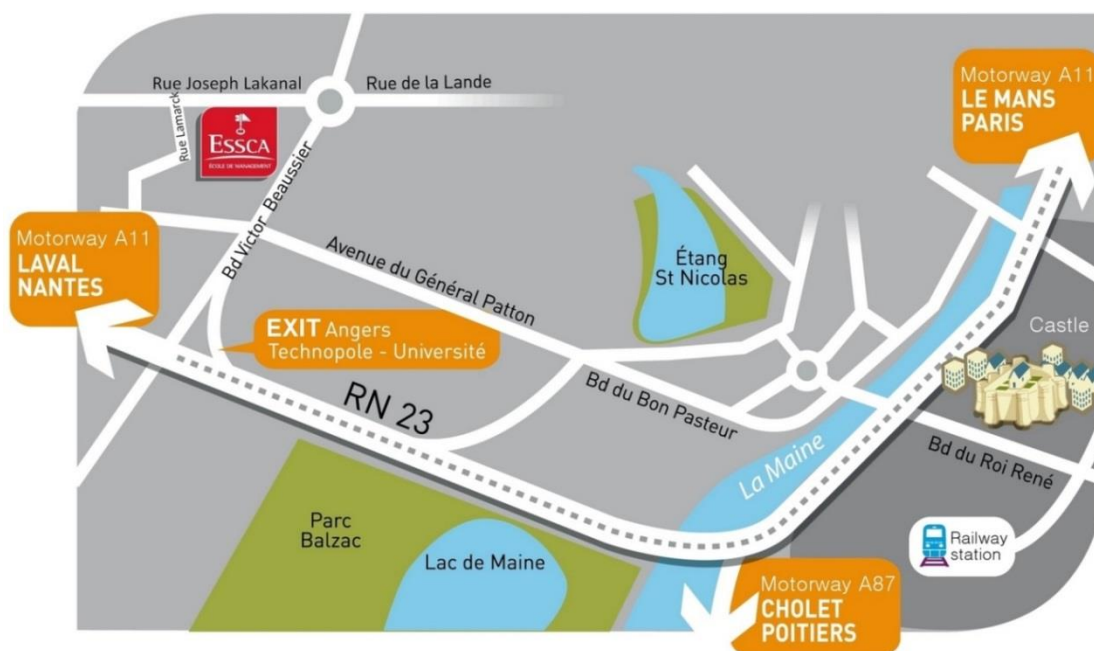 Rue Joseph Lakanal
Rue de la Lande
Motorway A11
LE MANS
PARIS
Rue Lamarck
ESSCA
ÉCOLE DE MANAGEMENT
Bd Victor Beaussier
Motorway A11
LAVAL
NANTES
Avenue du Général Patton
Étang
St Nicolas
EXIT Angers
Technopole - Université
Castle
RN 23
Bd du Bon Pasteur
La Maine
Bd du Roi René
Parc
Balzac
Lac de Maine
Railway
station
Motorway A87
CHOLET
POITIERS